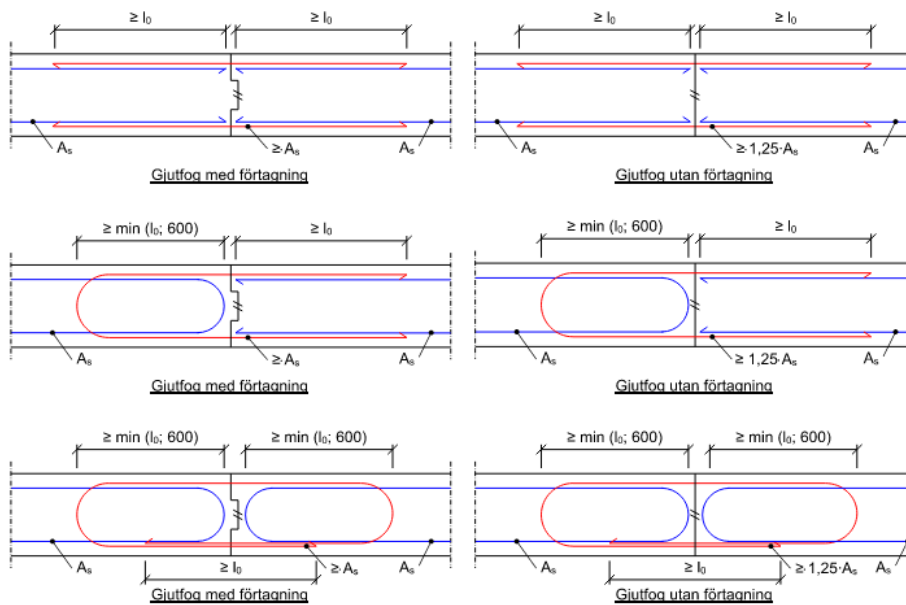 ≥ l₀ ≥ l₀ ≥ l₀ ≥ l₀
Aₛ ≥·Aₛ Aₛ Aₛ ≥·1,25·Aₛ Aₛ
Gjutfog med förtagning Gjutfog utan förtagning
≥ min (l₀; 600) ≥ l₀ ≥ min (l₀; 600) ≥ l₀
Aₛ ≥·Aₛ Aₛ Aₛ ≥ 1,25·Aₛ Aₛ
Gjutfog med förtagning Gjutfog utan förtagning
≥ min (l₀; 600) ≥ min (l₀; 600) ≥ min (l₀; 600) ≥ min (l₀; 600)
Aₛ ≥ l₀ ≥·Aₛ Aₛ Aₛ ≥ l₀ ≥·1,25·Aₛ Aₛ
Gjutfog med förtagning Gjutfog utan förtagning